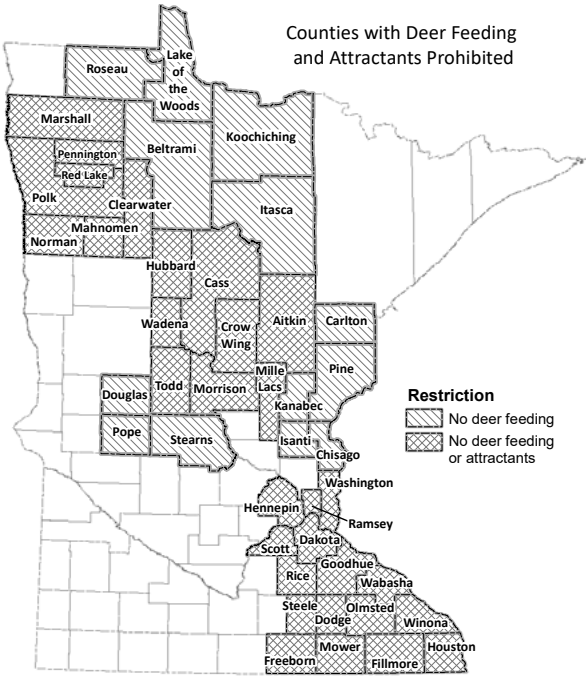 Counties with Deer Feeding
and Attractants Prohibited
Lake
of
the
Woods
Roseau
Marshall
Koochiching
Beltrami
Pennington
Red Lake
Polk
Clearwater
Itasca
Mahnomen
Norman
Hubbard
Cass
Wadena
Crow
Wing
Aitkin
Carlton
Pine
Mille
Lacs
Todd
Morrison
Douglas
Kanabec
Pope
Stearns
Isanti
Chisago
Restriction
No deer feeding
No deer feeding
or attractants
Washington
Hennepin
Ramsey
Dakota
Scott
Goodhue
Rice
Wabasha
Steele
Dodge
Olmsted
Winona
Freeborn
Mower
Fillmore
Houston